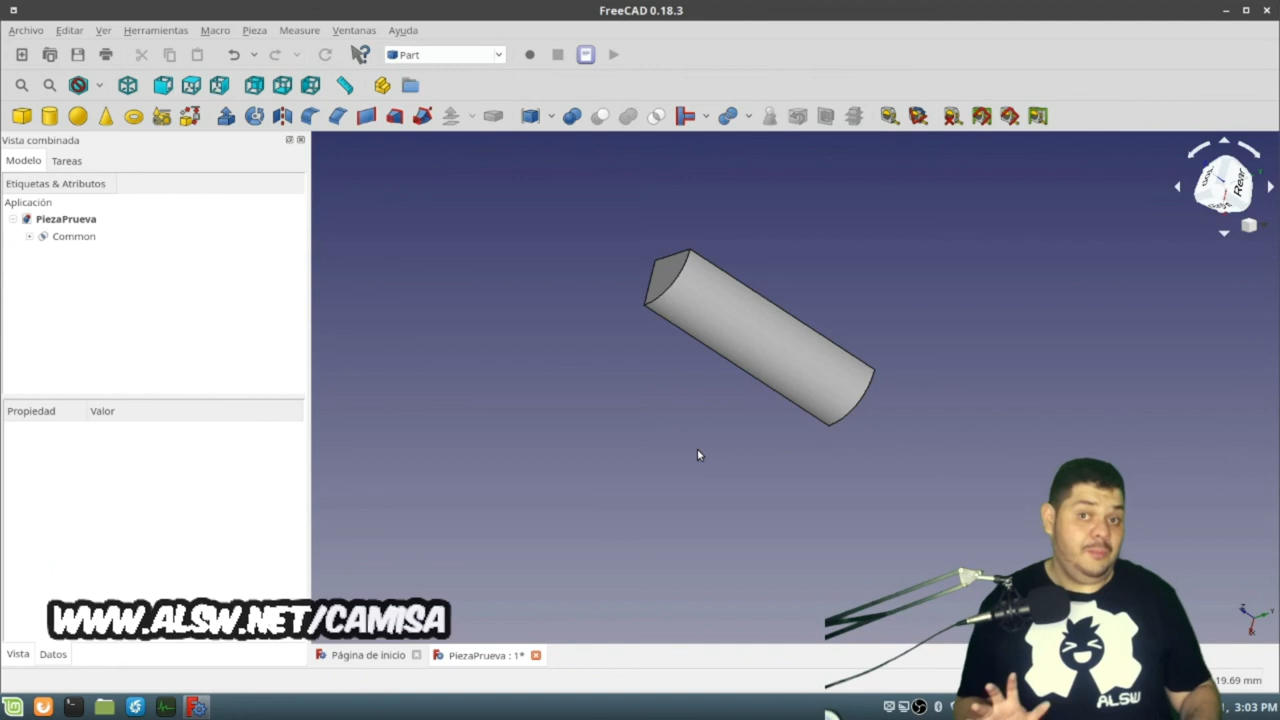 FreeCAD 0.18.3
Archivo Editar Ver Herramientas Macro Pieza Measure Ventanas Ayuda
Part
Vista combinada
Modelo Tareas
Etiquetas & Atributos
Aplicación
PiezaPrueva
Common
Rear
Propiedad Valor
WWW.ALSW.NET/CAMISA
ALSW
Vista Datos
Página de inicio
PiezaPrueva : 1*
19.69 mm
3:03 PM